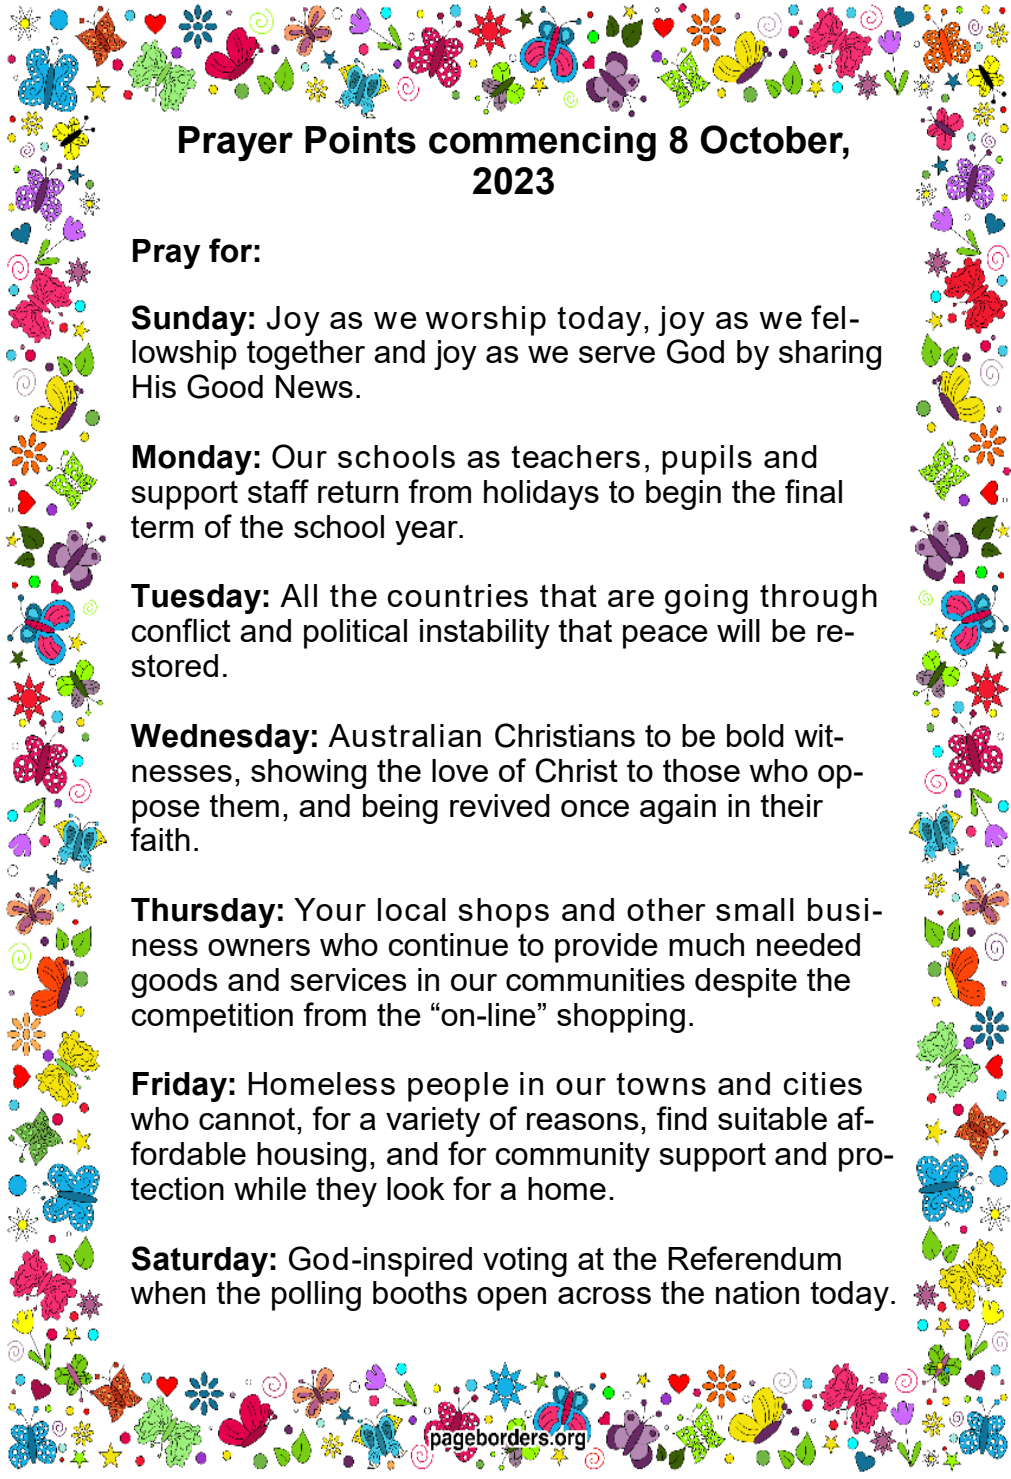 Prayer Points commencing 8 October,
2023
Pray for:
Sunday: Joy as we worship today, joy as we fel-
lowship together and joy as we serve God by sharing
His Good News.
Monday: Our schools as teachers, pupils and
support staff return from holidays to begin the final
term of the school year.
Tuesday: All the countries that are going through
conflict and political instability that peace will be re-
stored.
Wednesday: Australian Christians to be bold wit-
nesses, showing the love of Christ to those who op-
pose them, and being revived once again in their
faith.
Thursday: Your local shops and other small busi-
ness owners who continue to provide much needed
goods and services in our communities despite the
competition from the “on-line” shopping.
Friday: Homeless people in our towns and cities
who cannot, for a variety of reasons, find suitable af-
fordable housing, and for community support and pro-
tection while they look for a home.
Saturday: God-inspired voting at the Referendum
when the polling booths open across the nation today.
pageborders.org